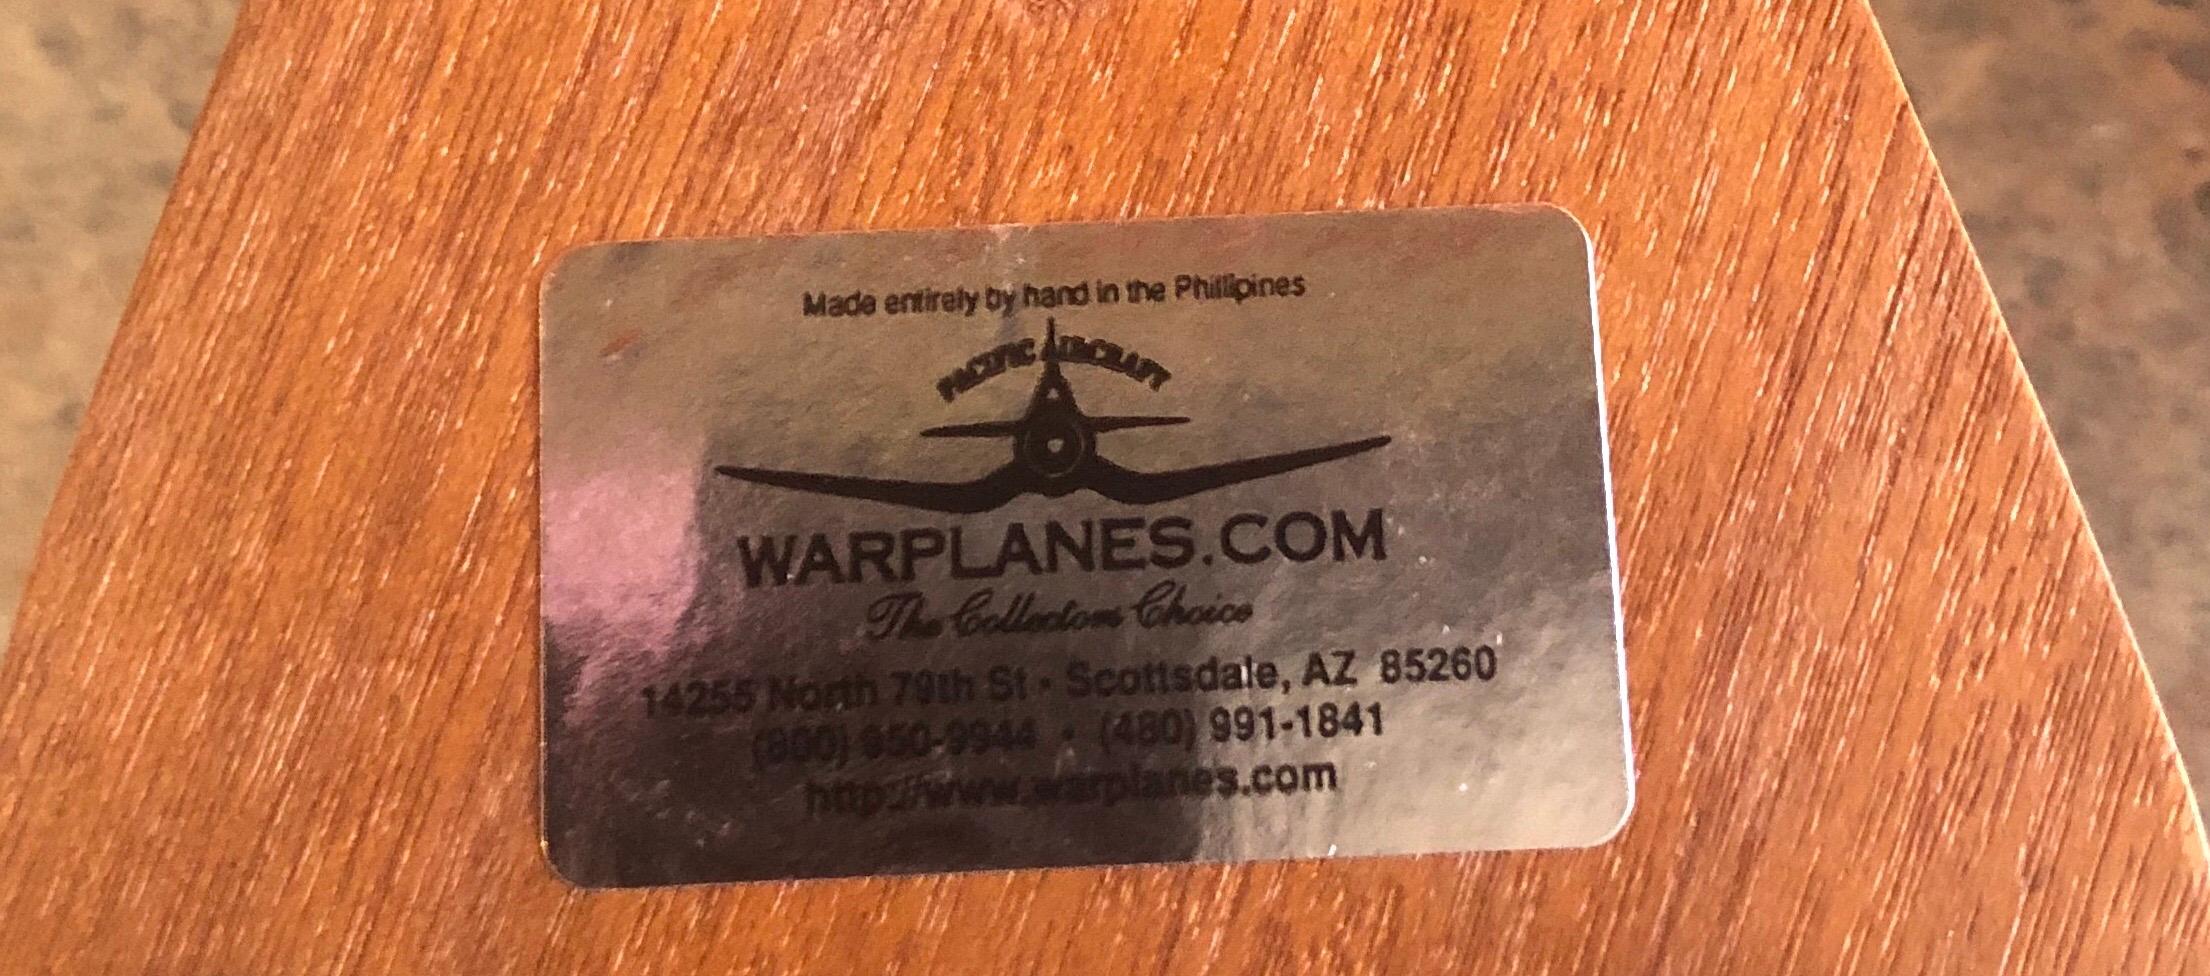 Made entirely by hand in the Phillipines
PACIFIC AIRCRAFT
WARPLANES.COM
The Collectors Choice
14255 North 79th St • Scottsdale, AZ 85260
(800) 950-9944 • (480) 991-1841
http://www.warplanes.com